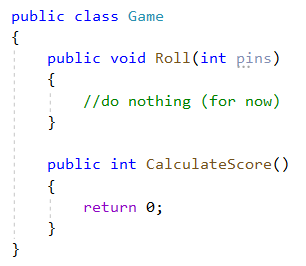 public class Game
{
    public void Roll(int pins)
    {
        //do nothing (for now)
    }

    public int CalculateScore()
    {
        return 0;
    }
}